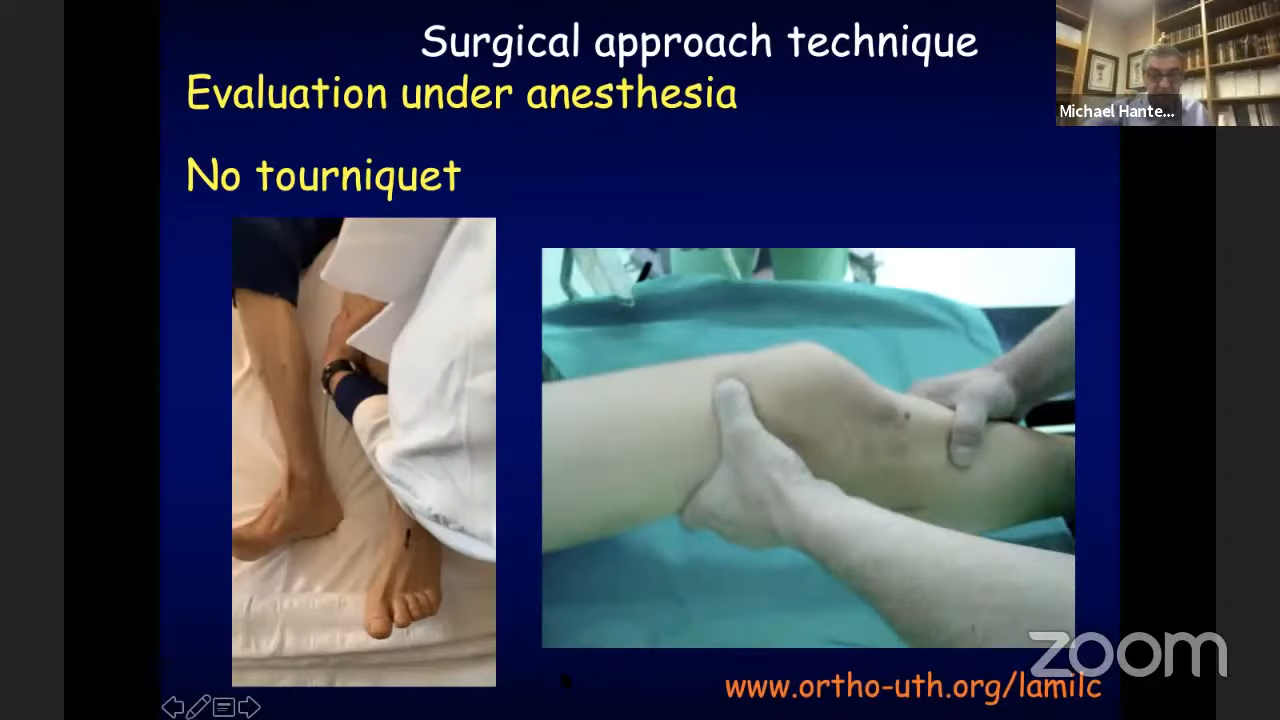 Surgical approach technique
Evaluation under anesthesia
Michael Hante...
No tourniquet
www.ortho-uth.org/lamilc
zoom